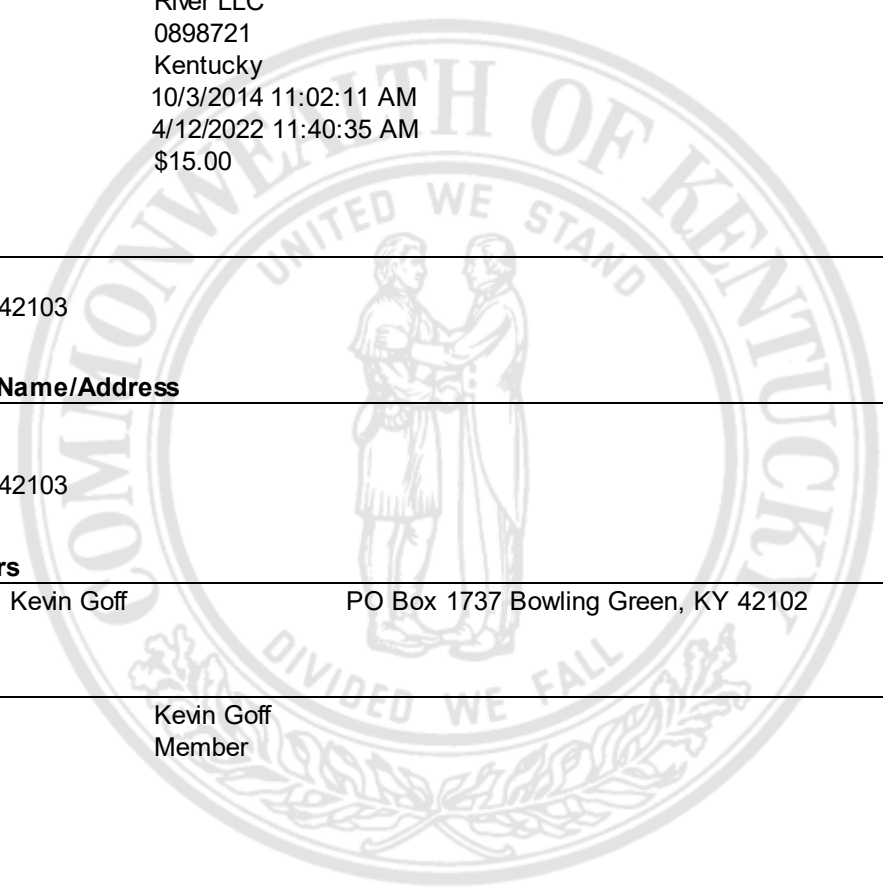 River LLC
0898721
Kentucky
10/3/2014 11:02:11 AM
4/12/2022 11:40:35 AM
$15.00
42103
Name/Address
42103
rs
Kevin Goff PO Box 1737 Bowling Green, KY 42102
Kevin Goff
Member
COMMONWEALTH OF KENTUCKY
UNITED WE STAND
DIVIDED WE FALL